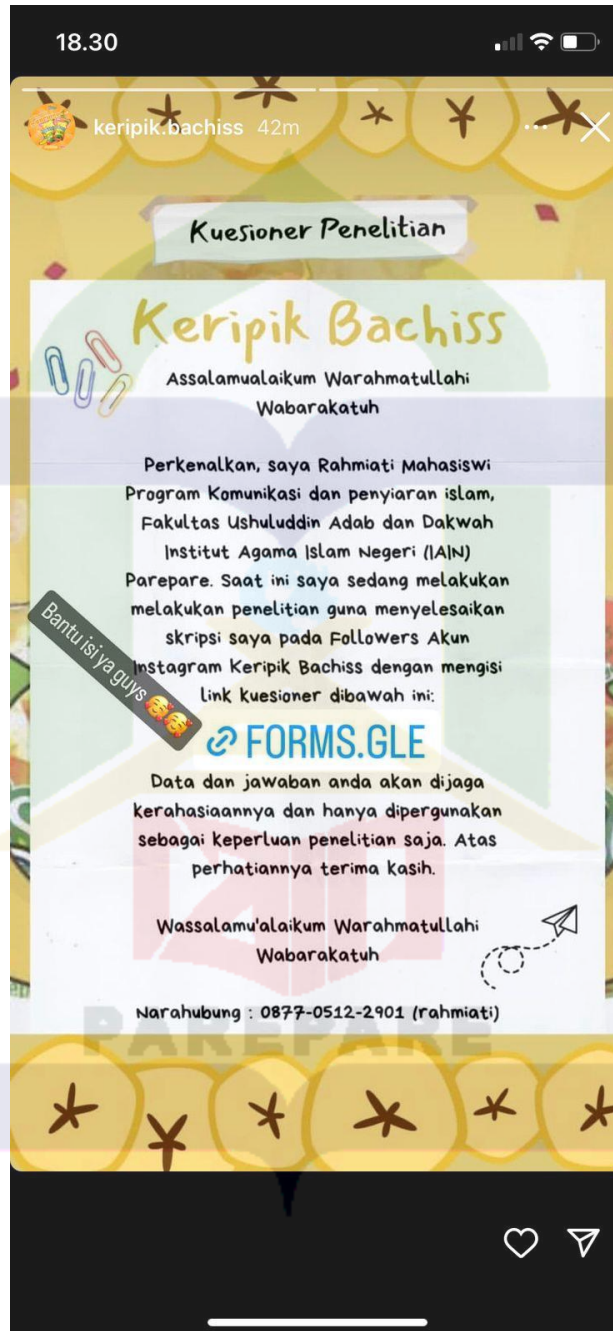 18.30
keripik.bachiss 42m
Kuesioner Penelitian
Keripik Bachiss
Assalamualaikum Warahmatullahi
Wabarakatuh
Perkenalkan, saya Rahmiati Mahasiswi
Program Komunikasi dan penyiaran islam,
Fakultas Ushuluddin Adab dan Dakwah
Institut Agama Islam Negeri (IAIN)
Parepare. Saat ini saya sedang melakukan
melakukan penelitian guna menyelesaikan
skripsi saya pada Followers Akun
Instagram Keripik Bachiss dengan mengisi
link kuesioner dibawah ini:
Bantu isi ya guys 🥰🥰
FORMS.GLE
Data dan jawaban anda akan dijaga
kerahasiaannya dan hanya dipergunakan
sebagai keperluan penelitian saja. Atas
perhatiannya terima kasih.
Wassalamu'alaikum Warahmatullahi
Wabarakatuh
Narahubung : 0877-0512-2901 (rahmiati)
PAREPARE